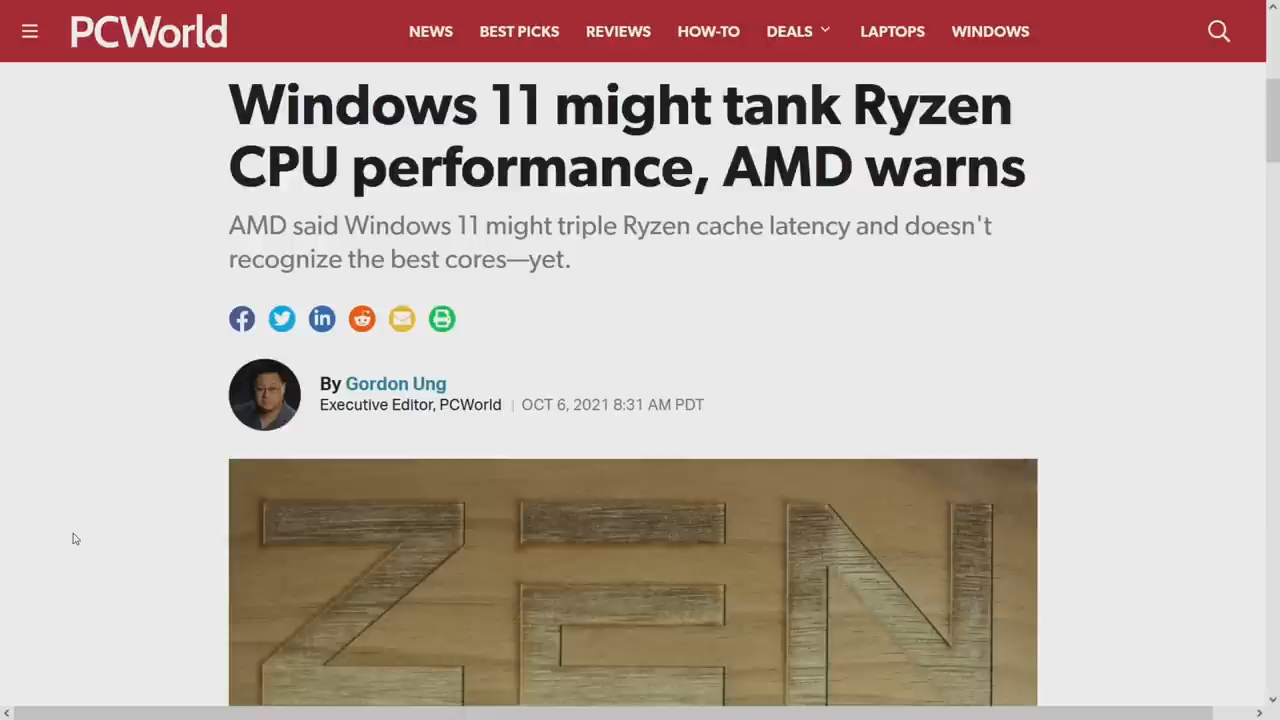 PCWorld
NEWS BEST PICKS REVIEWS HOW-TO DEALS LAPTOPS WINDOWS
Windows 11 might tank Ryzen
CPU performance, AMD warns
AMD said Windows 11 might triple Ryzen cache latency and doesn't
recognize the best cores—yet.
By Gordon Ung
Executive Editor, PCWorld | OCT 6, 2021 8:31 AM PDT
ZEN